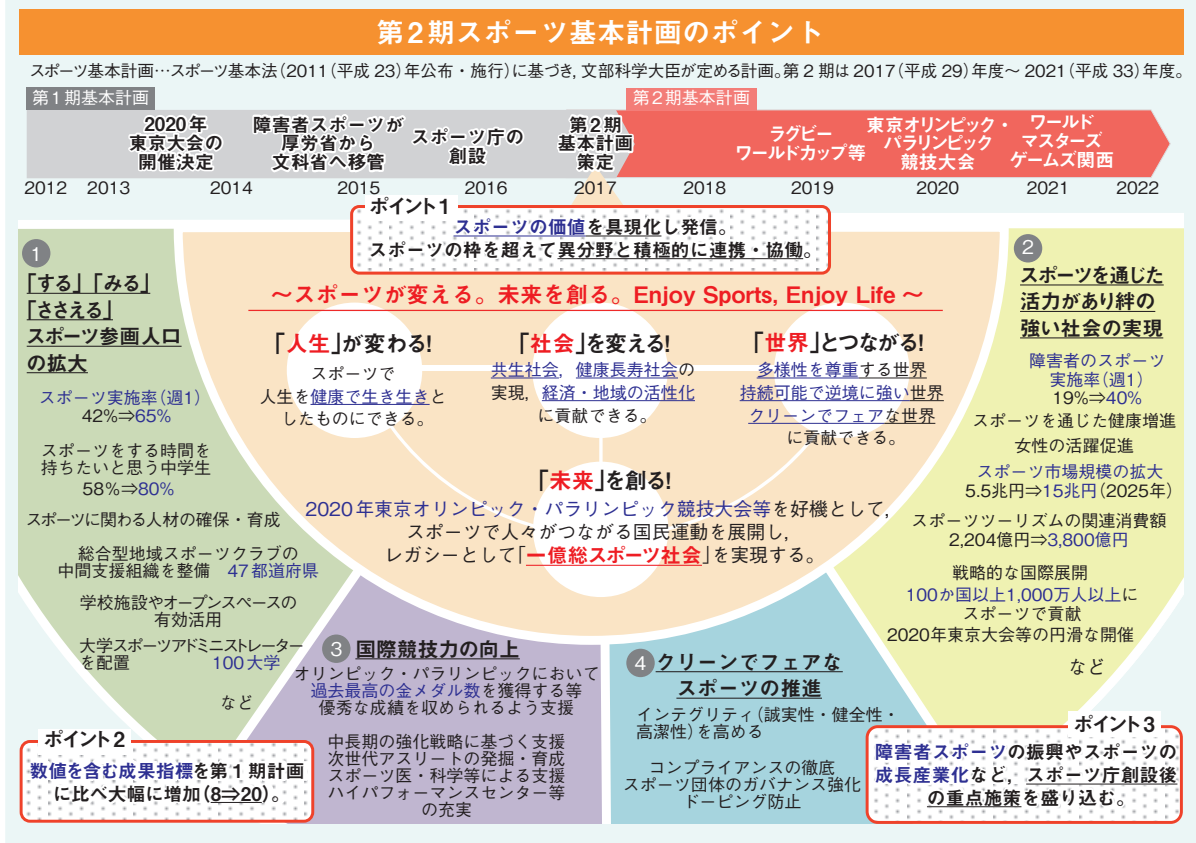 第2期スポーツ基本計画のポイント
スポーツ基本計画…スポーツ基本法(2011(平成23)年公布・施行)に基づき,文部科学大臣が定める計画。第2期は2017(平成29)年度〜2021(平成33)年度。
第1期基本計画
第2期基本計画
2020年
東京大会の
開催決定
障害者スポーツが
厚労省から
文科省へ移管
スポーツ庁の
創設
第2期
基本計画
策定
ラグビー
ワールドカップ等
東京オリンピック・
パラリンピック
競技大会
ワールド
マスターズ
ゲームズ関西
2012 2013 2014 2015 2016 2017 2018 2019 2020 2021 2022
ポイント1
スポーツの価値を具現化し発信。
スポーツの枠を超えて異分野と積極的に連携・協働。
〜スポーツが変える。未来を創る。Enjoy Sports, Enjoy Life〜
「人生」が変わる!
スポーツで
人生を健康で生き生きと
したものにできる。
「社会」を変える!
共生社会,健康長寿社会の
実現,経済・地域の活性化
に貢献できる。
「世界」とつながる!
多様性を尊重する世界
持続可能で逆境に強い世界
クリーンでフェアな世界
に貢献できる。
「未来」を創る!
2020年東京オリンピック・パラリンピック競技大会等を好機として,
スポーツで人々がつながる国民運動を展開し,
レガシーとして「一億総スポーツ社会」を実現する。
1
「する」「みる」
「ささえる」
スポーツ参画人口
の拡大
スポーツ実施率(週1)
42%⇒65%
スポーツをする時間を
持ちたいと思う中学生
58%⇒80%
スポーツに関わる人材の確保・育成
総合型地域スポーツクラブの
中間支援組織を整備 47都道府県
学校施設やオープンスペースの
有効活用
大学スポーツアドミニストレーター
を配置 100大学
など
2
スポーツを通じた
活力があり絆の
強い社会の実現
障害者のスポーツ
実施率(週1)
19%⇒40%
スポーツを通じた健康増進
女性の活躍促進
スポーツ市場規模の拡大
5.5兆円⇒15兆円(2025年)
スポーツツーリズムの関連消費額
2,204億円⇒3,800億円
戦略的な国際展開
100か国以上1,000万人以上に
スポーツで貢献
2020年東京大会等の円滑な開催
など
3 国際競技力の向上
オリンピック・パラリンピックにおいて
過去最高の金メダル数を獲得する等
優秀な成績を収められるよう支援
中長期の強化戦略に基づく支援
次世代アスリートの発掘・育成
スポーツ医・科学等による支援
ハイパフォーマンスセンター等
の充実
4 クリーンでフェアな
スポーツの推進
インテグリティ(誠実性・健全性・
高潔性)を高める
コンプライアンスの徹底
スポーツ団体のガバナンス強化
ドーピング防止
ポイント2
数値を含む成果指標を第1期計画
に比べ大幅に増加(8⇒20)。
ポイント3
障害者スポーツの振興やスポーツの
成長産業化など,スポーツ庁創設後
の重点施策を盛り込む。